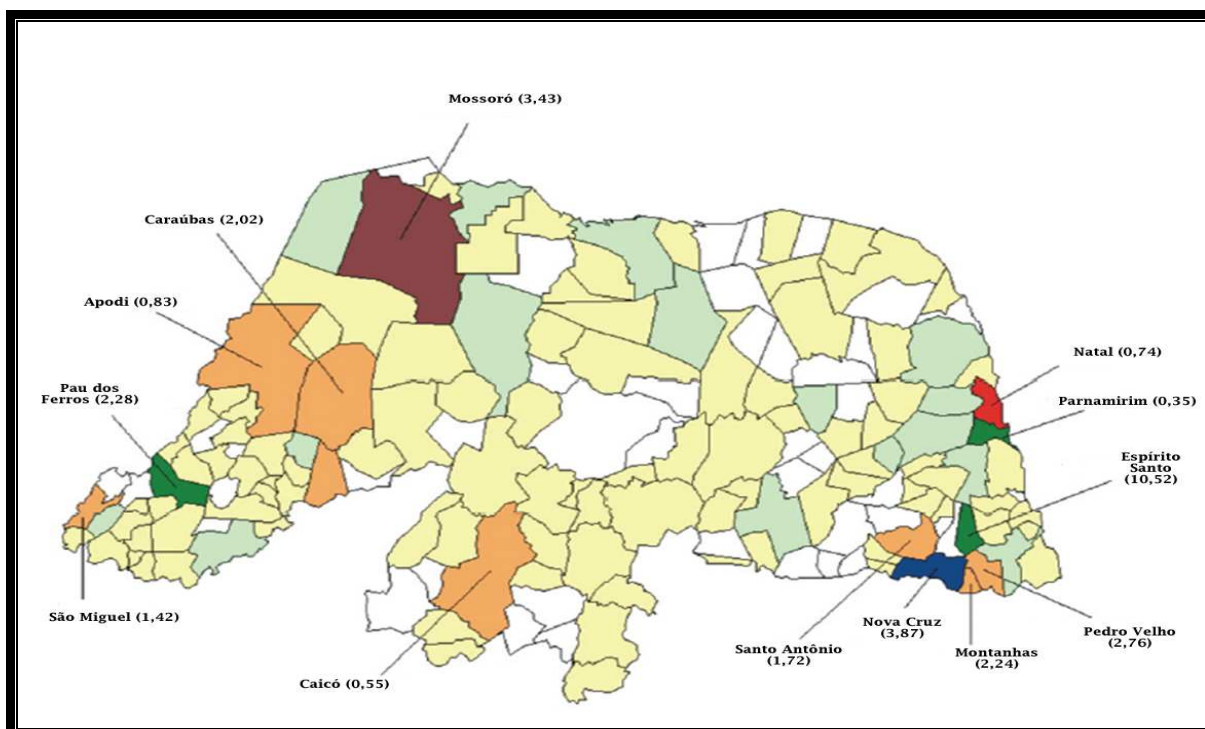 Mossoró (3,43)
Caraúbas (2,02)
Apodi (0,83)
Pau dos
Ferros (2,28)
Natal (0,74)
Parnamirim (0,35)
Espírito
Santo
(10,52)
São Miguel (1,42)
Caicó (0,55)
Santo Antônio
(1,72)
Nova Cruz
(3,87)
Montanhas
(2,24)
Pedro Velho
(2,76)